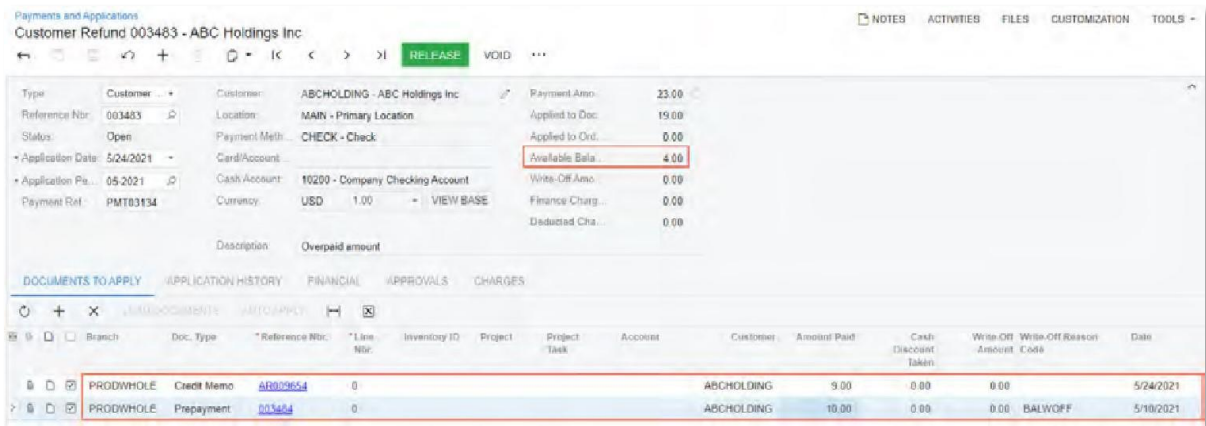 Payments and Applications
Customer Refund 003483 - ABC Holdings Inc
NOTES ACTIVITIES FILES CUSTOMIZATION TOOLS
RELEASE VOID ...
Type: Customer ... Customer: ABCHOLDING - ABC Holdings Inc Payment Amo... 23.00
Reference Nbr.: 003483 Location: MAIN - Primary Location Applied to Doc... 19.00
Status: Open Payment Meth... CHECK - Check Applied to Ord... 0.00
* Application Date: 5/24/2021 Card/Account ... Available Bala... 4.00
* Application Pe... 05-2021 Cash Account: 10200 - Company Checking Account Write-Off Amo... 0.00
Payment Ref.: PMT03134 Currency: USD 1.00 VIEW BASE Finance Charg... 0.00
Deducted Cha... 0.00
Description: Overpaid amount
DOCUMENTS TO APPLY APPLICATION HISTORY FINANCIAL APPROVALS CHARGES
LOAD DOCUMENTS AUTO APPLY
Branch Doc. Type *Reference Nbr. *Line Nbr. Inventory ID Project Project Task Account Customer Amount Paid Cash Discount Taken Write-Off Amount Write-Off Reason Code Date
PRODWHOLE Credit Memo AR009654 0 ABCHOLDING 9.00 0.00 0.00 5/24/2021
PRODWHOLE Prepayment 003484 0 ABCHOLDING 10.00 0.00 0.00 BALWOFF 5/10/2021